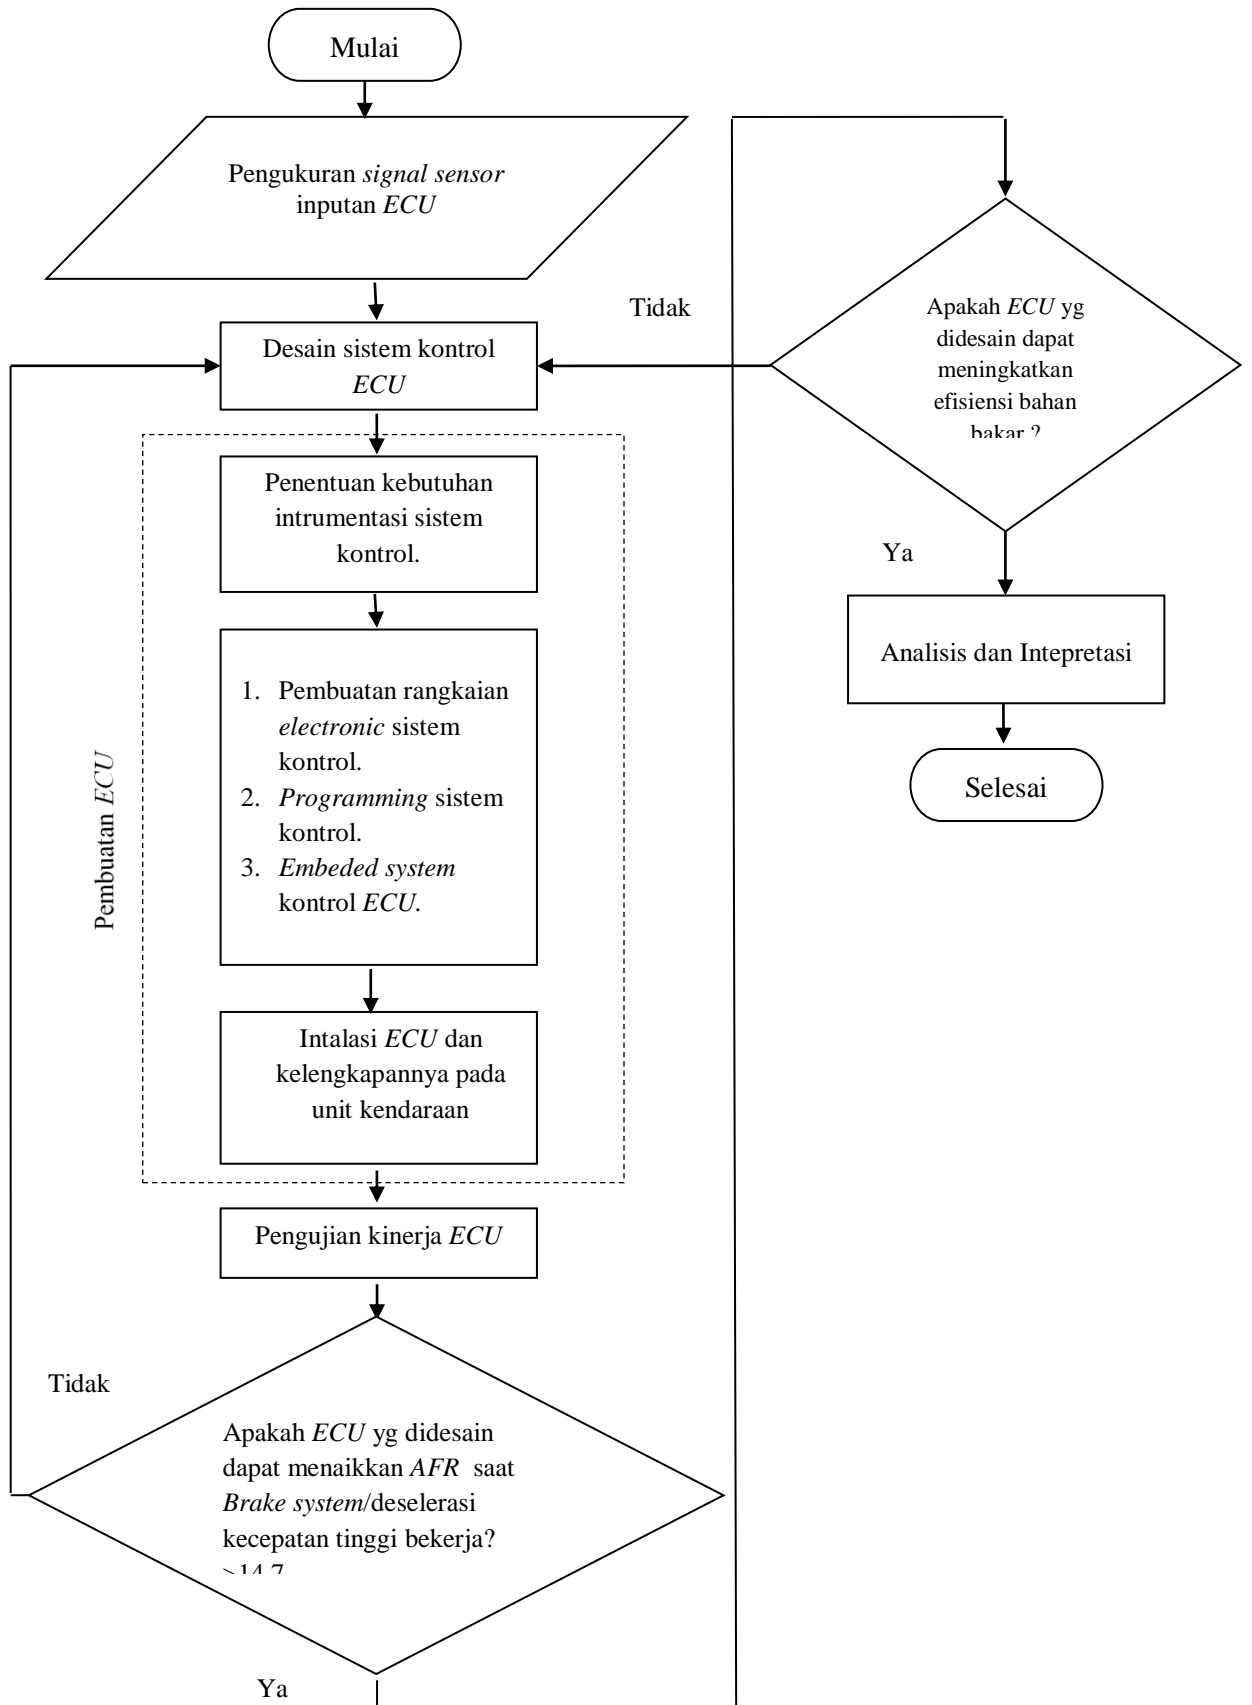 Mulai
Pengukuran signal sensor
inputan ECU
Tidak
Desain sistem kontrol
ECU
Penentuan kebutuhan
intrumentasi sistem
kontrol.
Pembuatan ECU
1. Pembuatan rangkaian
electronic sistem
kontrol.
2. Programming sistem
kontrol.
3. Embeded system
kontrol ECU.
Intalasi ECU dan
kelengkapannya pada
unit kendaraan
Pengujian kinerja ECU
Tidak
Apakah ECU yg didesain
dapat menaikkan AFR saat
Brake system/deselerasi
kecepatan tinggi bekerja?
>14,7
Ya
Apakah ECU yg
didesain dapat
meningkatkan
efisiensi bahan
bakar ?
Ya
Analisis dan Intepretasi
Selesai